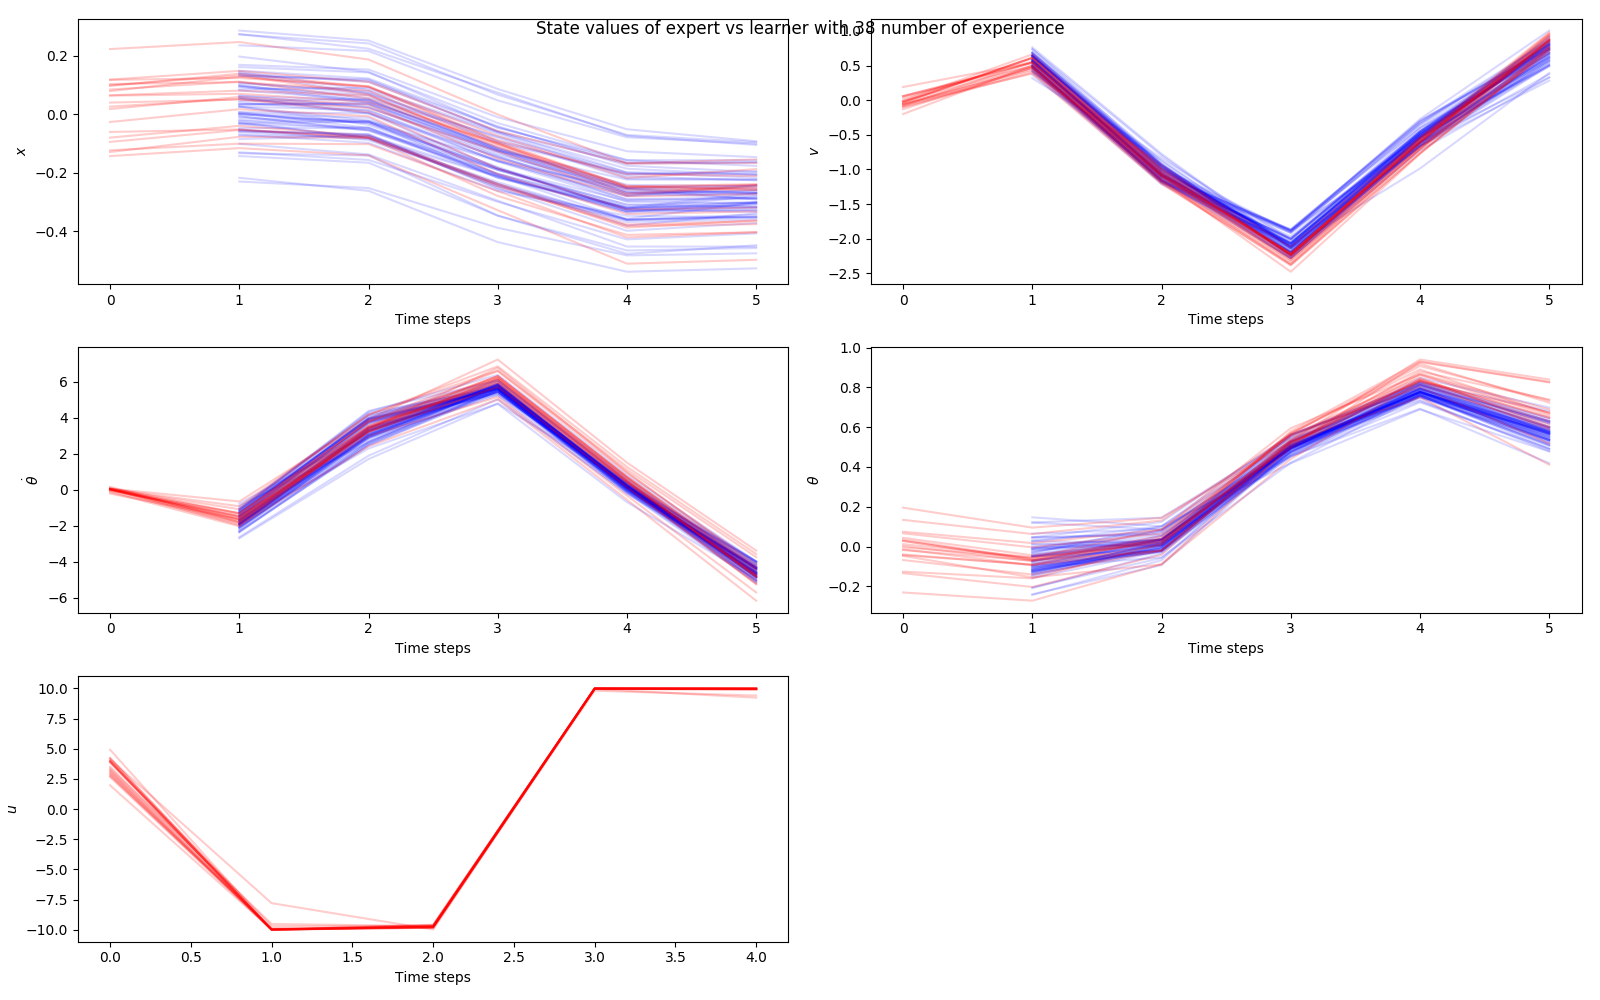 State values of expert vs learner with 38 number of experience
0.2
0.0
−0.2
−0.4
x
0 1 2 3 4 5
Time steps
1.0
0.5
0.0
−0.5
−1.0
−1.5
−2.0
−2.5
v
0 1 2 3 4 5
Time steps
6
4
2
0
−2
−4
−6
θ̇
0 1 2 3 4 5
Time steps
1.0
0.8
0.6
0.4
0.2
0.0
−0.2
θ
0 1 2 3 4 5
Time steps
10.0
7.5
5.0
2.5
0.0
−2.5
−5.0
−7.5
−10.0
u
0.0 0.5 1.0 1.5 2.0 2.5 3.0 3.5 4.0
Time steps